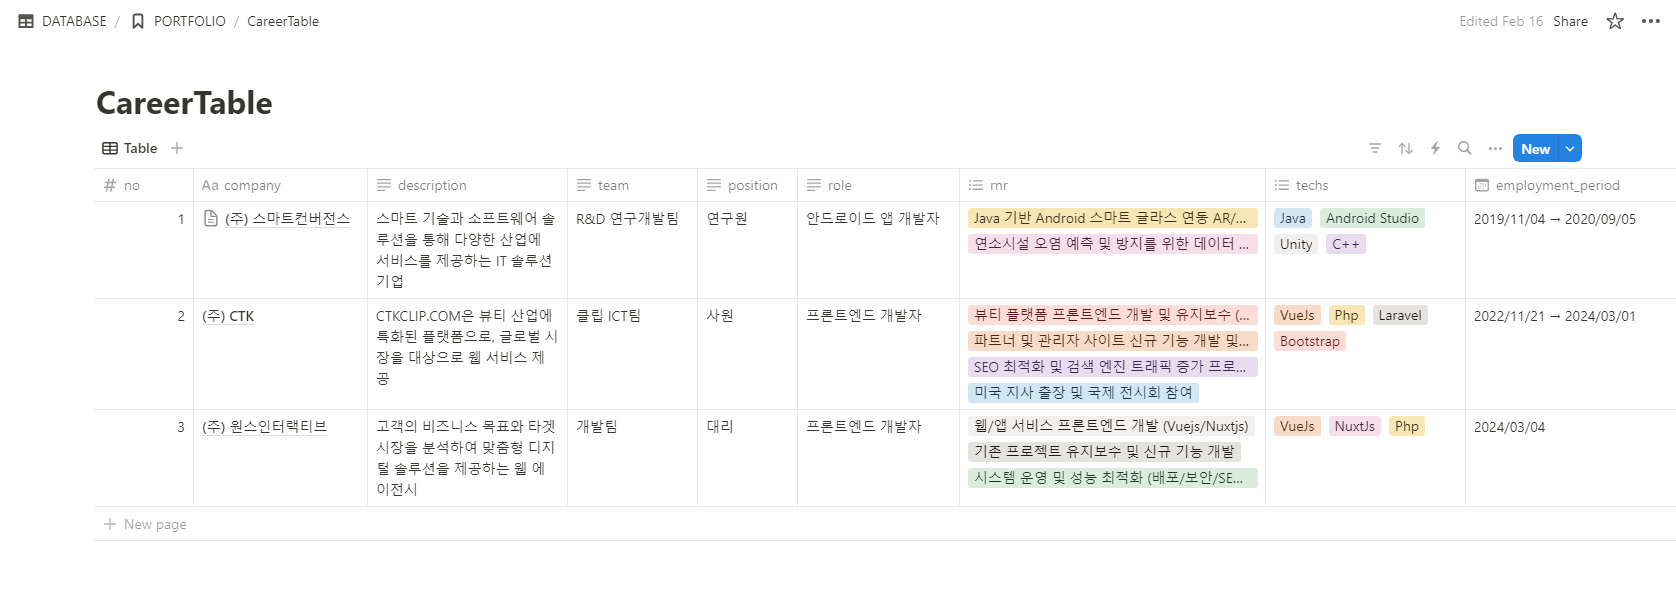 DATABASE / PORTFOLIO / CareerTable
Edited Feb 16 Share
CareerTable
Table
New
no company description team position role rnr techs employment_period
1
(주) 스마트컨버전스
스마트 기술과 소프트웨어 솔
루션을 통해 다양한 산업에
서비스를 제공하는 IT 솔루션
기업
R&D 연구개발팀
연구원
안드로이드 앱 개발자
Java 기반 Android 스마트 글라스 연동 AR/...
연소시설 오염 예측 및 방지를 위한 데이터 ...
Java Android Studio
Unity C++
2019/11/04 → 2020/09/05
2
(주) CTK
CTKCLIP.COM은 뷰티 산업에
특화된 플랫폼으로, 글로벌 시
장을 대상으로 웹 서비스 제
공
클립 ICT팀
사원
프론트엔드 개발자
뷰티 플랫폼 프론트엔드 개발 및 유지보수 (...
파트너 및 관리자 사이트 신규 기능 개발 및...
SEO 최적화 및 검색 엔진 트래픽 증가 프로...
미국 지사 출장 및 국제 전시회 참여
VueJs Php Laravel
Bootstrap
2022/11/21 → 2024/03/01
3
(주) 원스인터랙티브
고객의 비즈니스 목표와 타겟
시장을 분석하여 맞춤형 디지
털 솔루션을 제공하는 웹 에
이전시
개발팀
대리
프론트엔드 개발자
웹/앱 서비스 프론트엔드 개발 (Vuejs/Nuxtjs)
기존 프로젝트 유지보수 및 신규 기능 개발
시스템 운영 및 성능 최적화 (배포/보안/SE...
VueJs NuxtJs Php
2024/03/04
New page